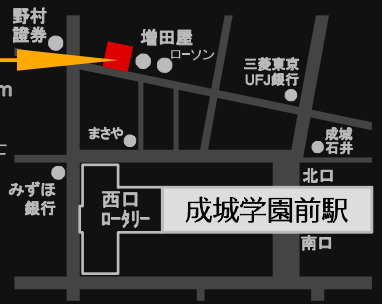 野村
證券
増田屋
ローソン
三菱東京
UFJ銀行
m
まさや
成城
石井
に
みずほ
銀行
西口
ロータリー
北口
成城学園前駅
南口